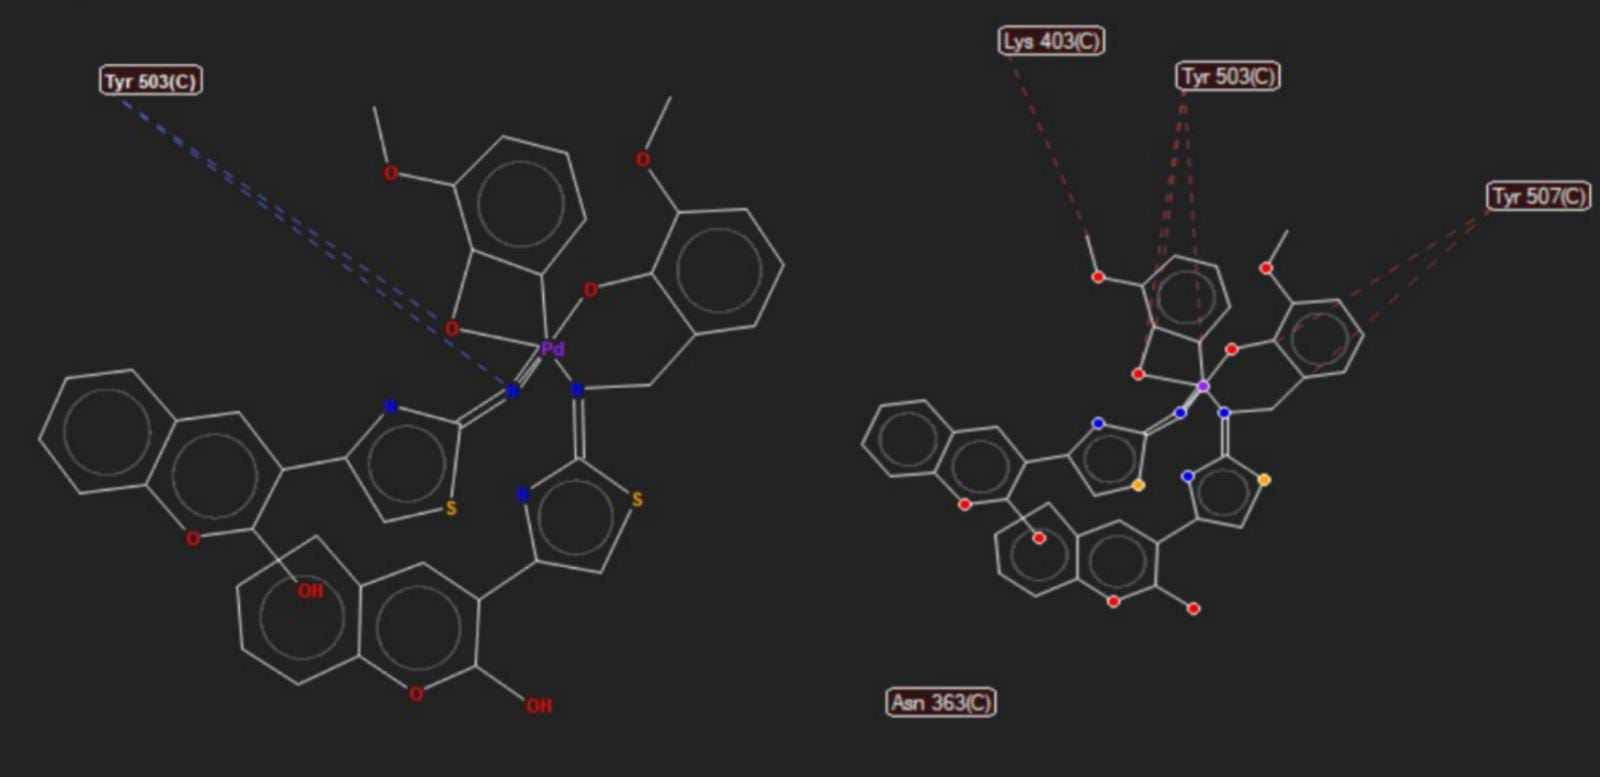 Tyr 503(C)
O
O
O
O
Pd
N
N
N
S
N
S
O
OH
O
OH
Lys 403(C)
Tyr 503(C)
Tyr 507(C)
Asn 363(C)